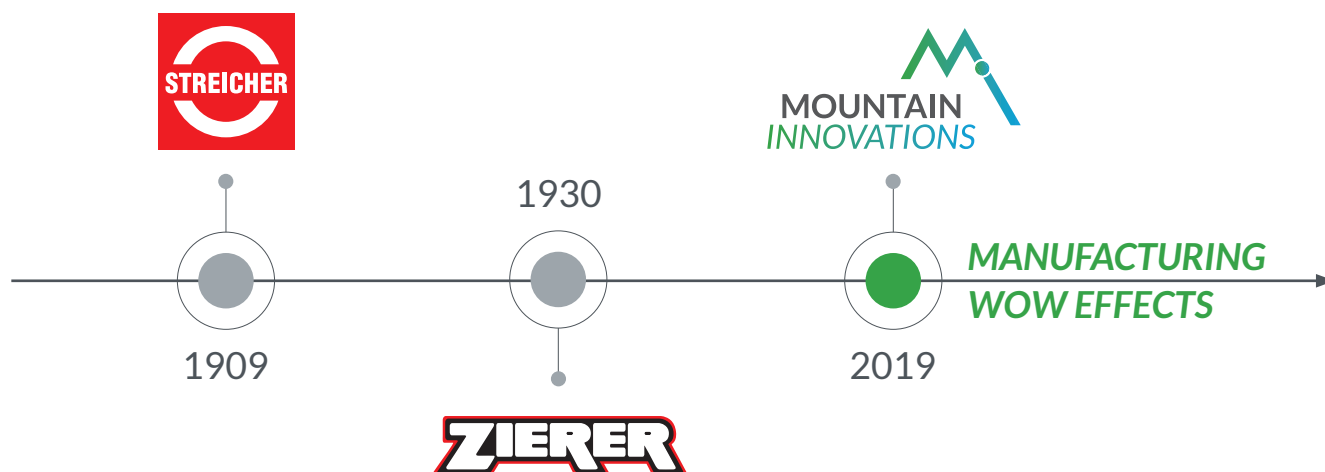 STREICHER
MOUNTAIN
INNOVATIONS
1930
MANUFACTURING
WOW EFFECTS
1909
2019
ZIERER